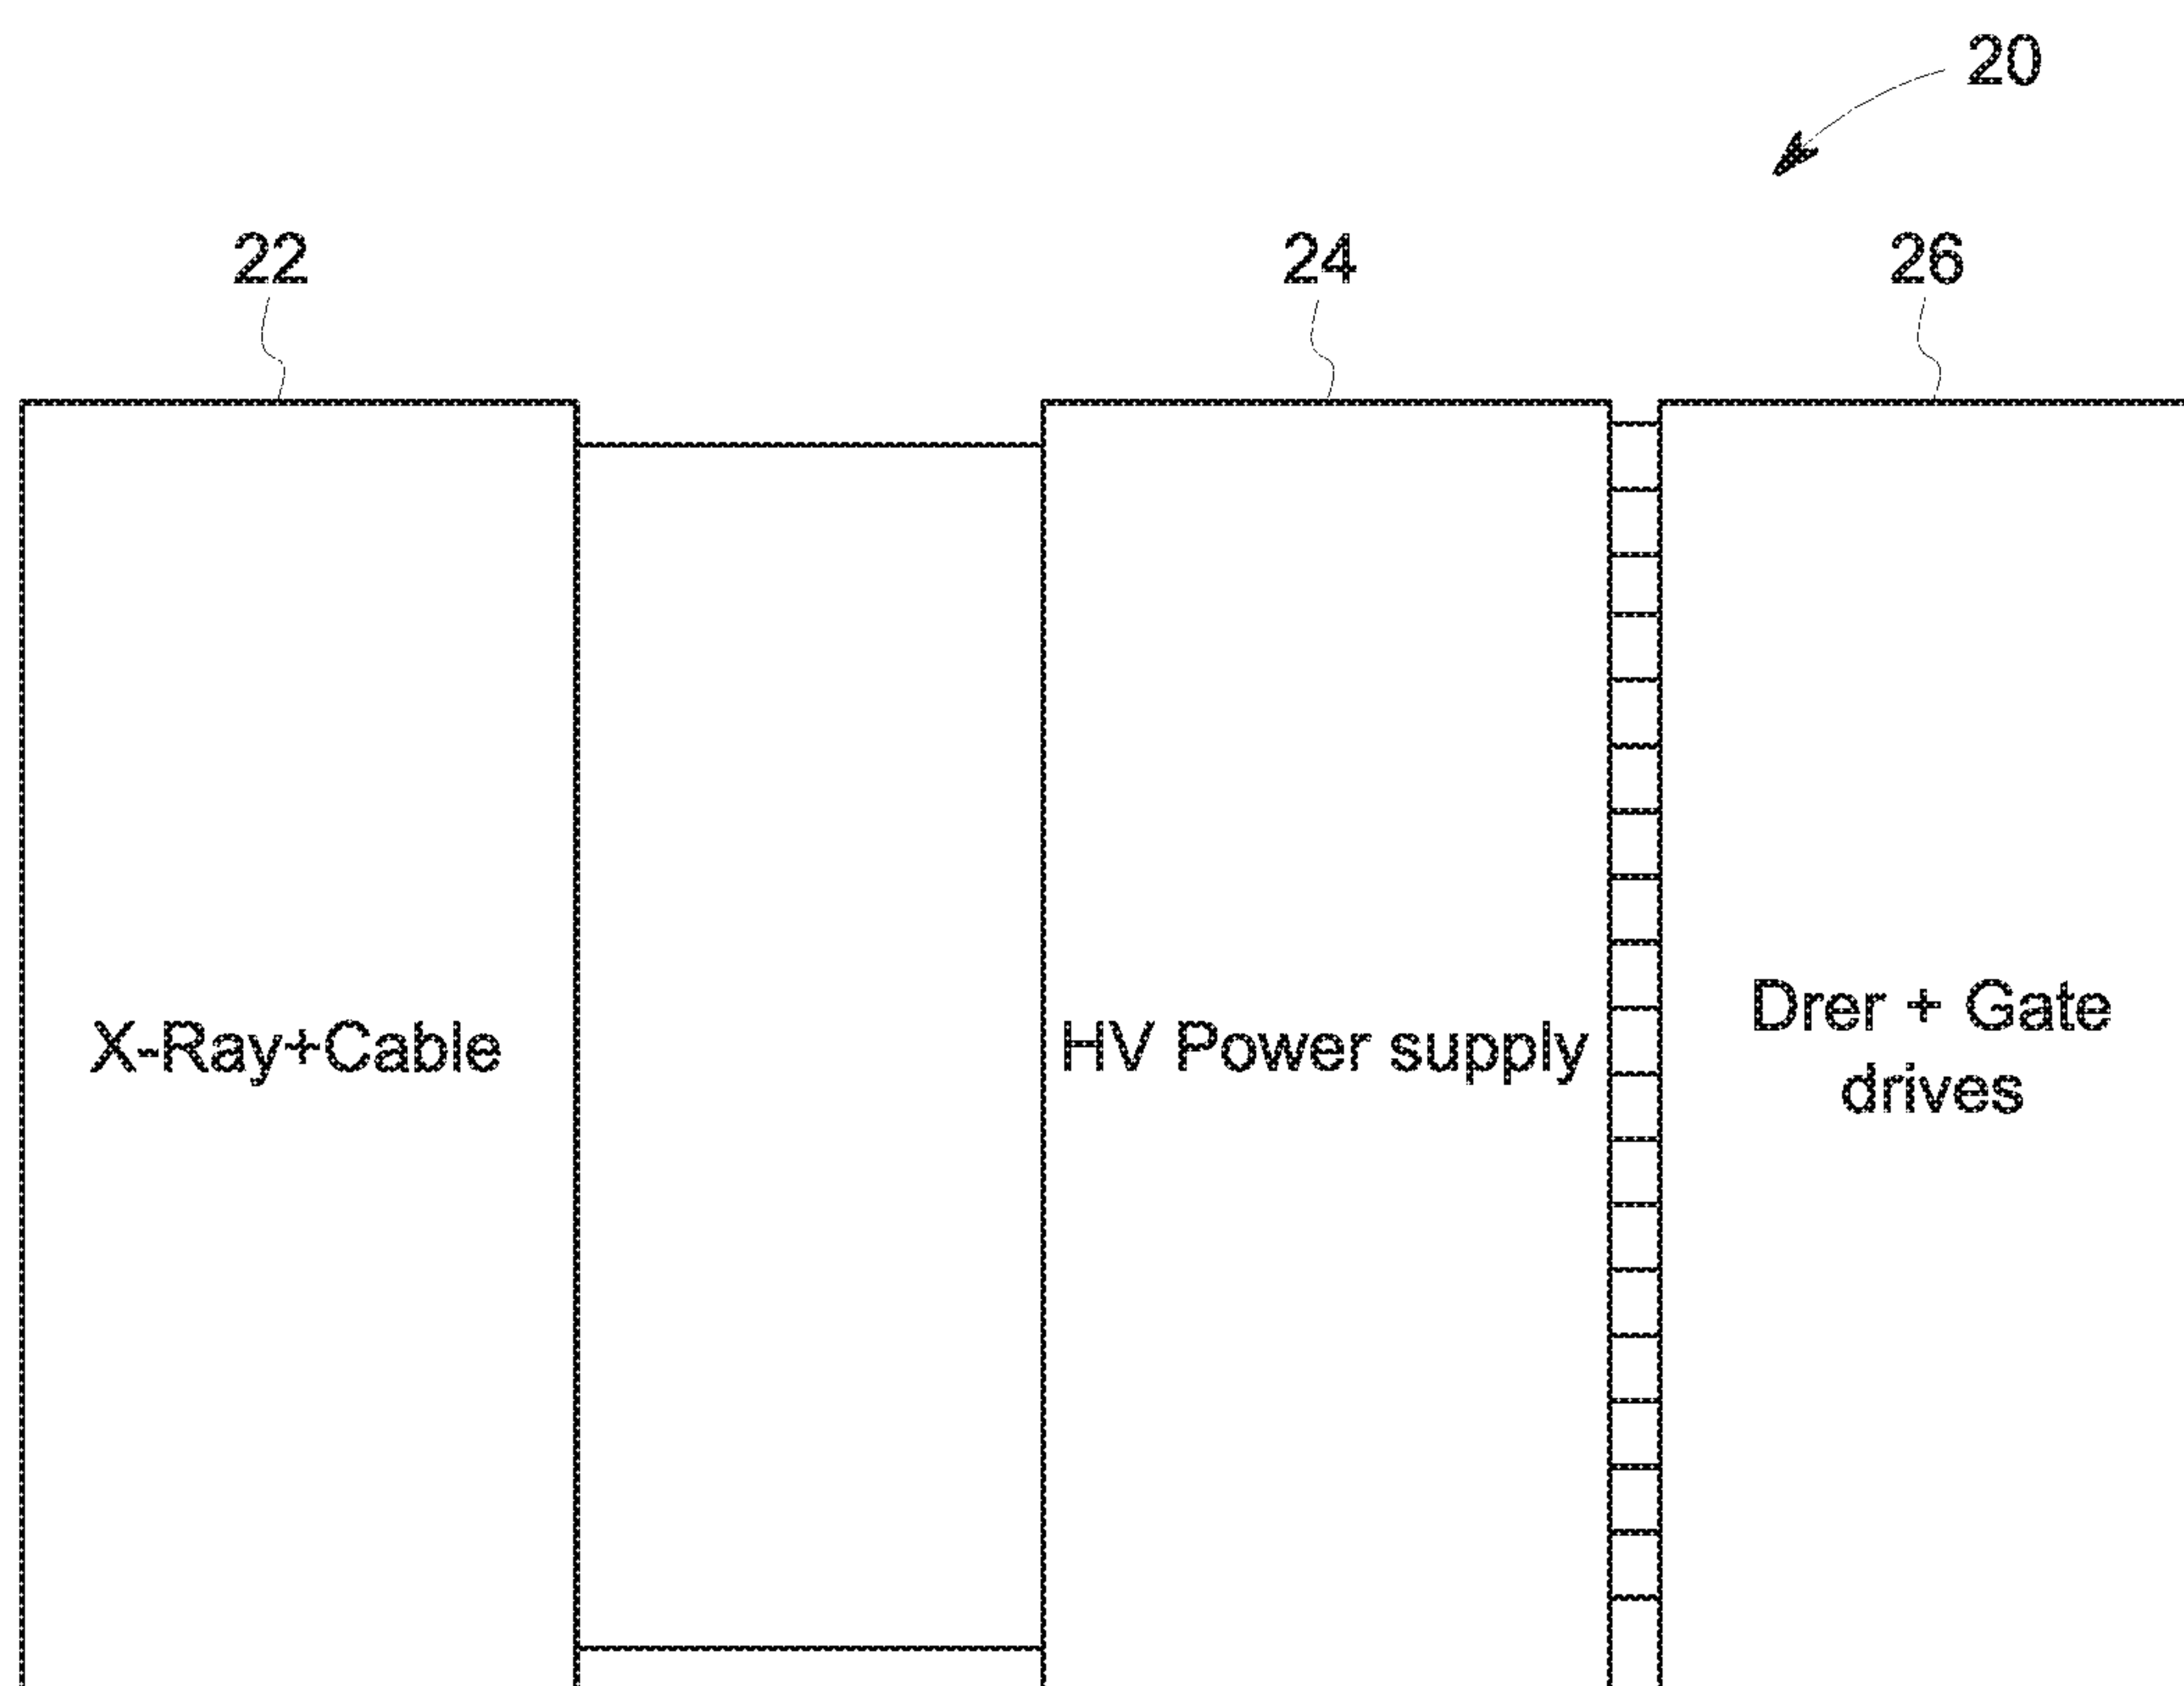 20
22
24
26
X-Ray+Cable
HV Power supply
Drer + Gate
drives